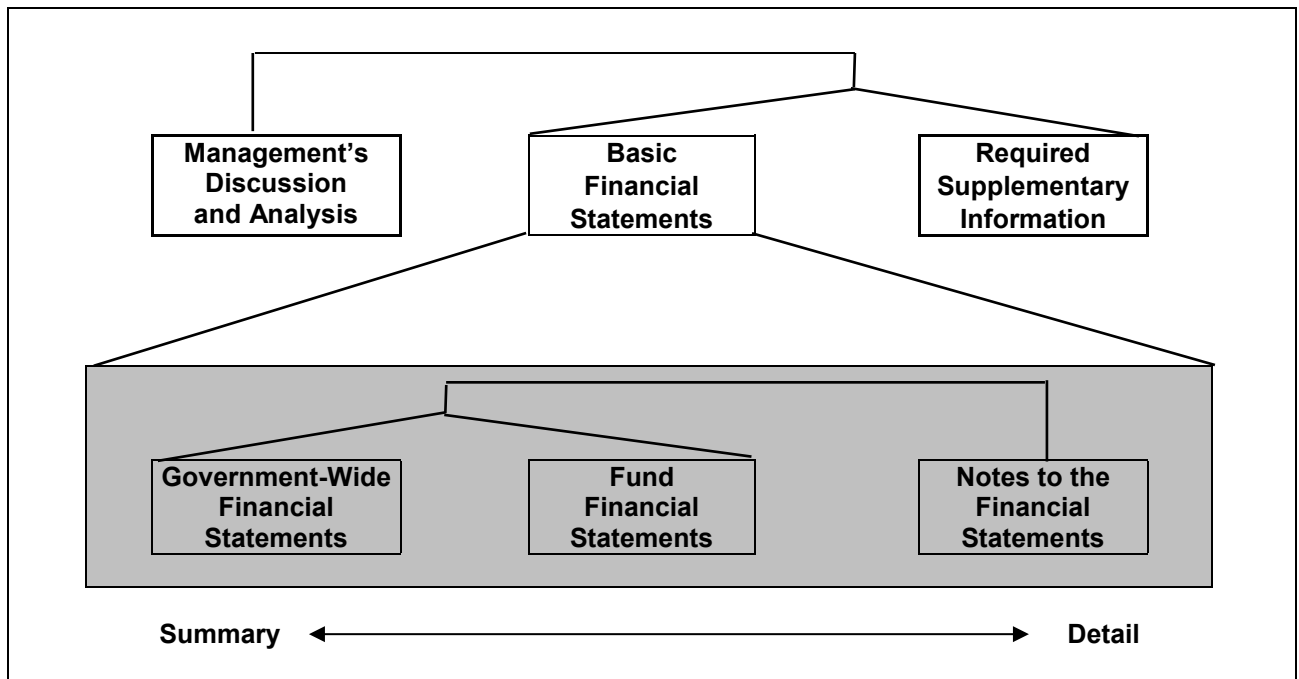 Management’s
Discussion
and Analysis
Basic
Financial
Statements
Required
Supplementary
Information
Government-Wide
Financial
Statements
Fund
Financial
Statements
Notes to the
Financial
Statements
Summary
Detail